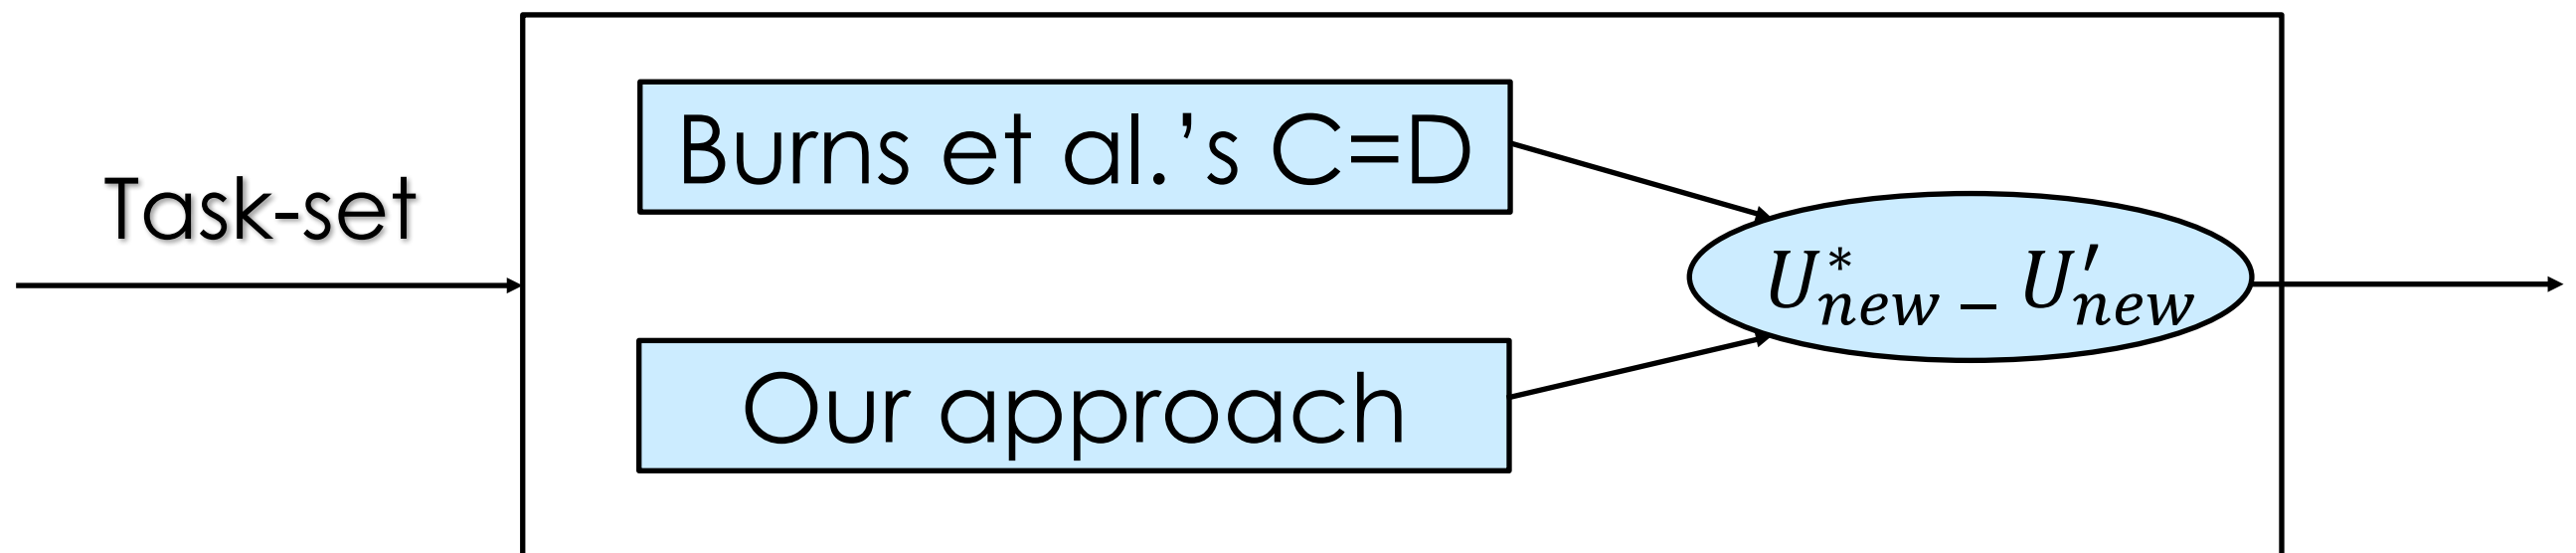 Burns et al.’s C=D
Task-set
U*new – U′new
Our approach